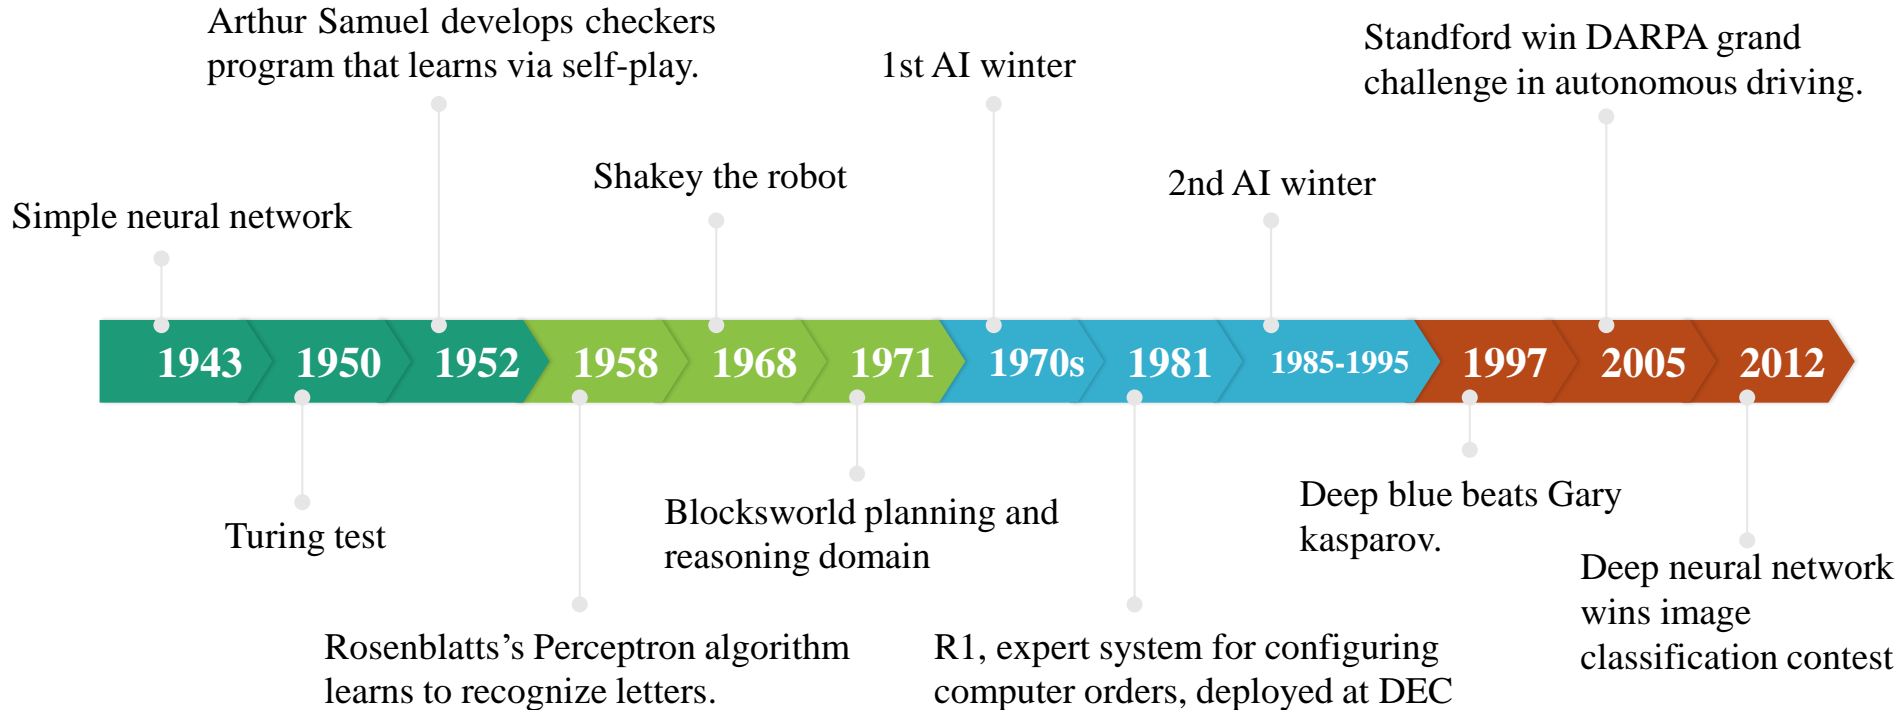 Arthur Samuel develops checkers
program that learns via self-play.
1st AI winter
Standford win DARPA grand
challenge in autonomous driving.
Shakey the robot
2nd AI winter
Simple neural network
1943
1950
1952
1958
1968
1971
1970s
1981
1985-1995
1997
2005
2012
Turing test
Blocksworld planning and
reasoning domain
Deep blue beats Gary
kasparov.
Deep neural network
wins image
classification contest
Rosenblatts's Perceptron algorithm
learns to recognize letters.
R1, expert system for configuring
computer orders, deployed at DEC